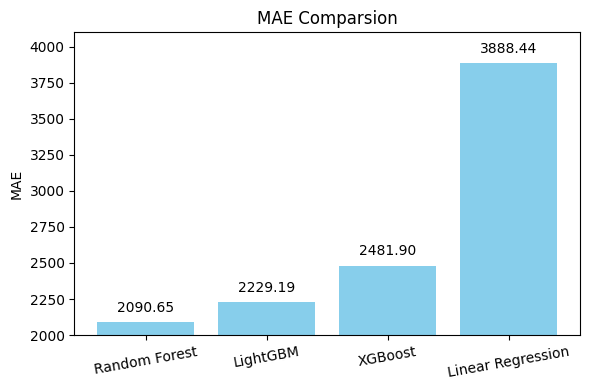 MAE Comparsion
MAE
4000
3750
3500
3250
3000
2750
2500
2250
2000
2090.65
2229.19
2481.90
3888.44
Random Forest
LightGBM
XGBoost
Linear Regression